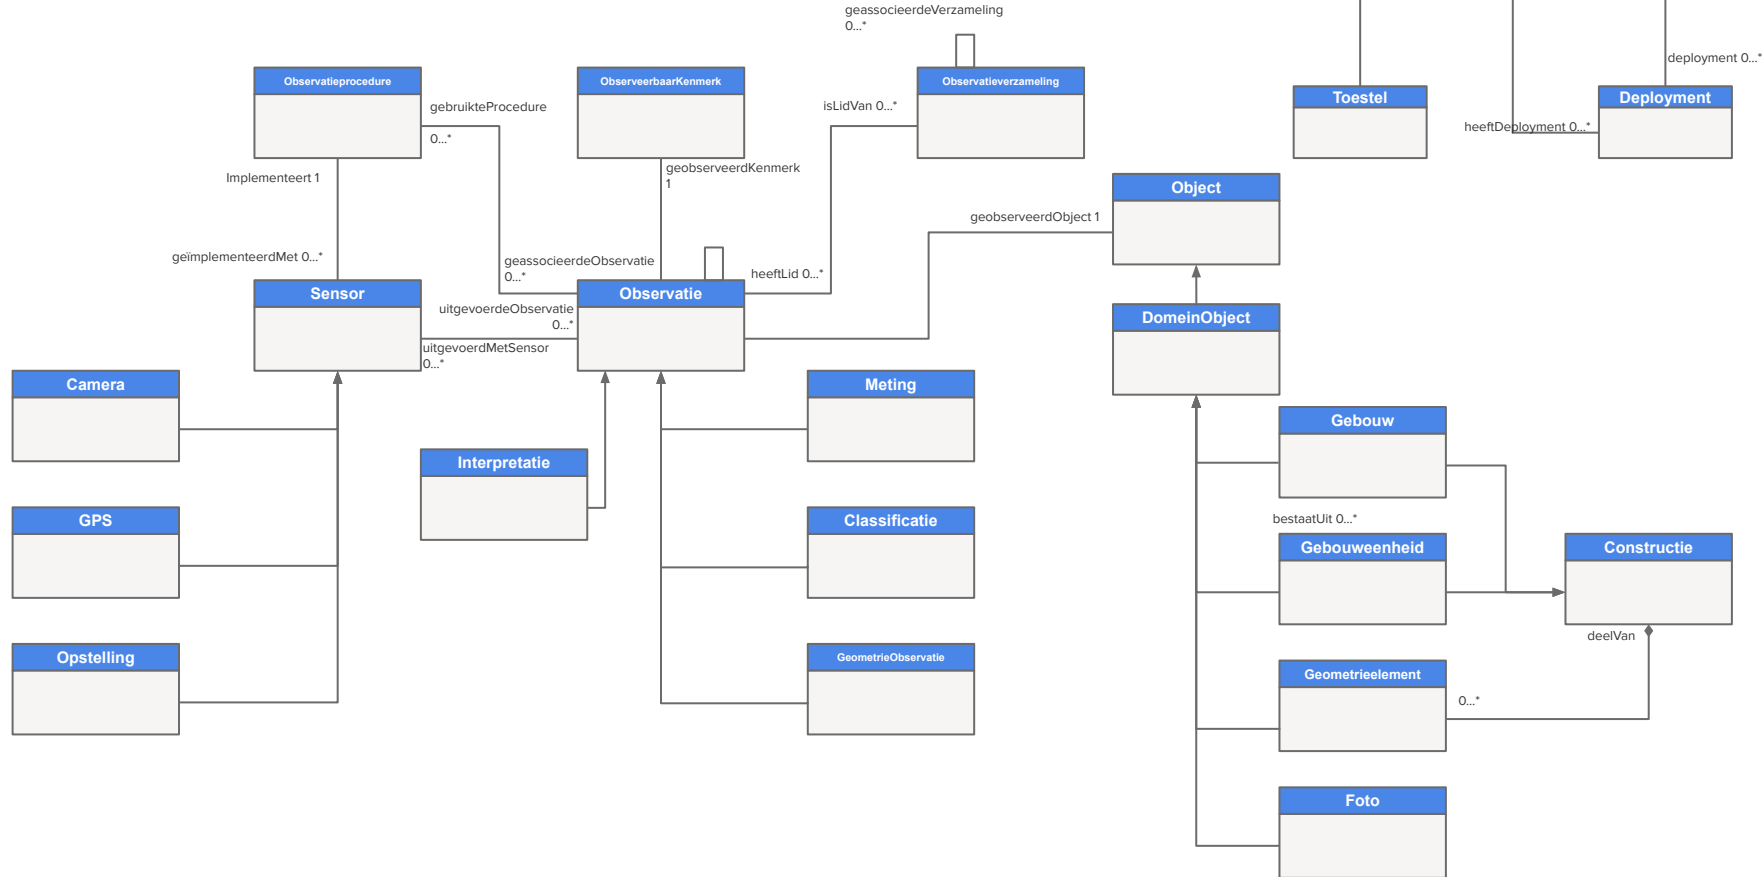 geassocieerdeVerzameling
0...*
deployment 0...*
Observatieprocedure
ObserveerbaarKenmerk
Observatieverzameling
Toestel
Deployment
gebruikteProcedure
0...*
isLidVan 0...*
heeftDeployment 0...*
Implementeert 1
geobserveerdKenmerk
1
Object
geobserveerdObject 1
geïmplementeerdMet 0...*
geassocieerdeObservatie
0...*
heeftLid 0...*
Sensor
Observatie
uitgevoerdeObservatie
0...*
DomeinObject
uitgevoerdMetSensor
0...*
Camera
Meting
Gebouw
Interpretatie
GPS
Classificatie
bestaatUit 0...*
Gebouweenheid
Constructie
deelVan
Opstelling
GeometrieObservatie
Geometrieelement
0...*
Foto